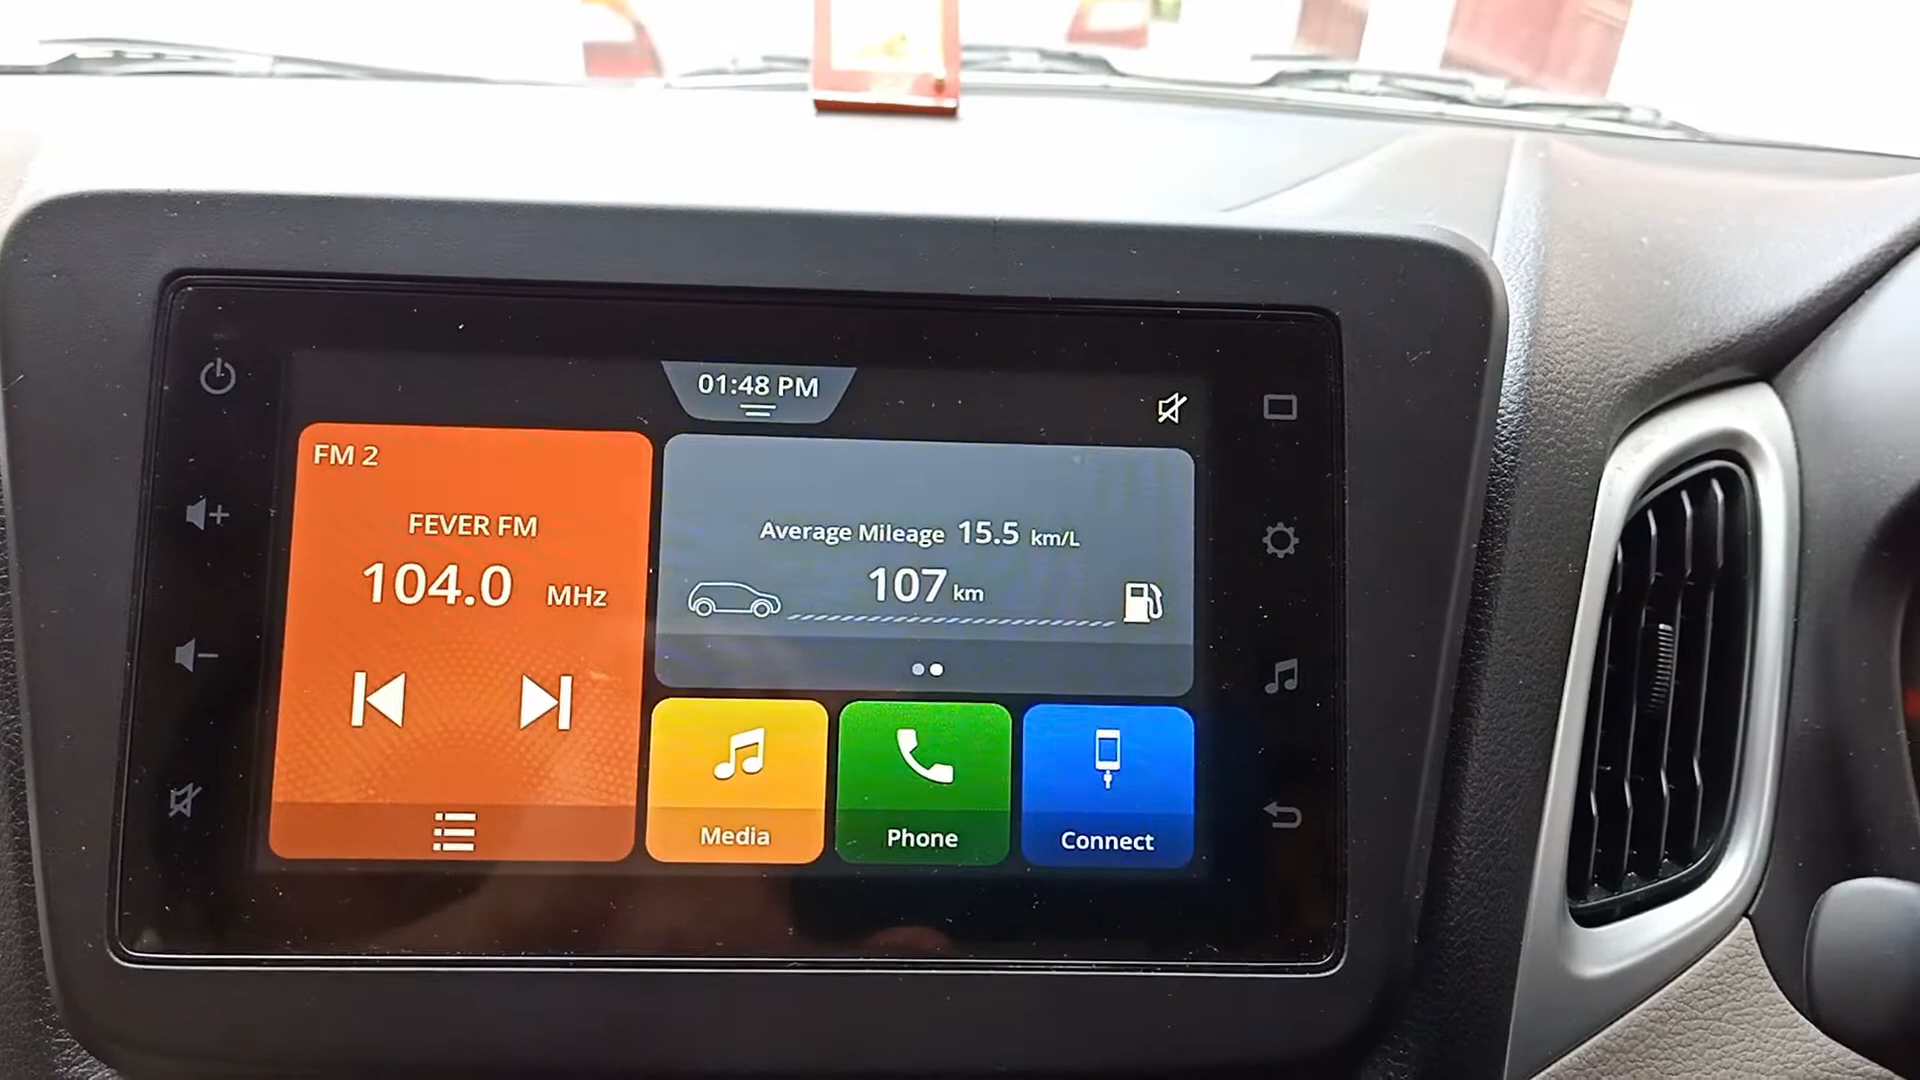 01:48 PM
FM 2
FEVER FM
104.0 MHz
Average Mileage 15.5 km/L
107 km
Media
Phone
Connect